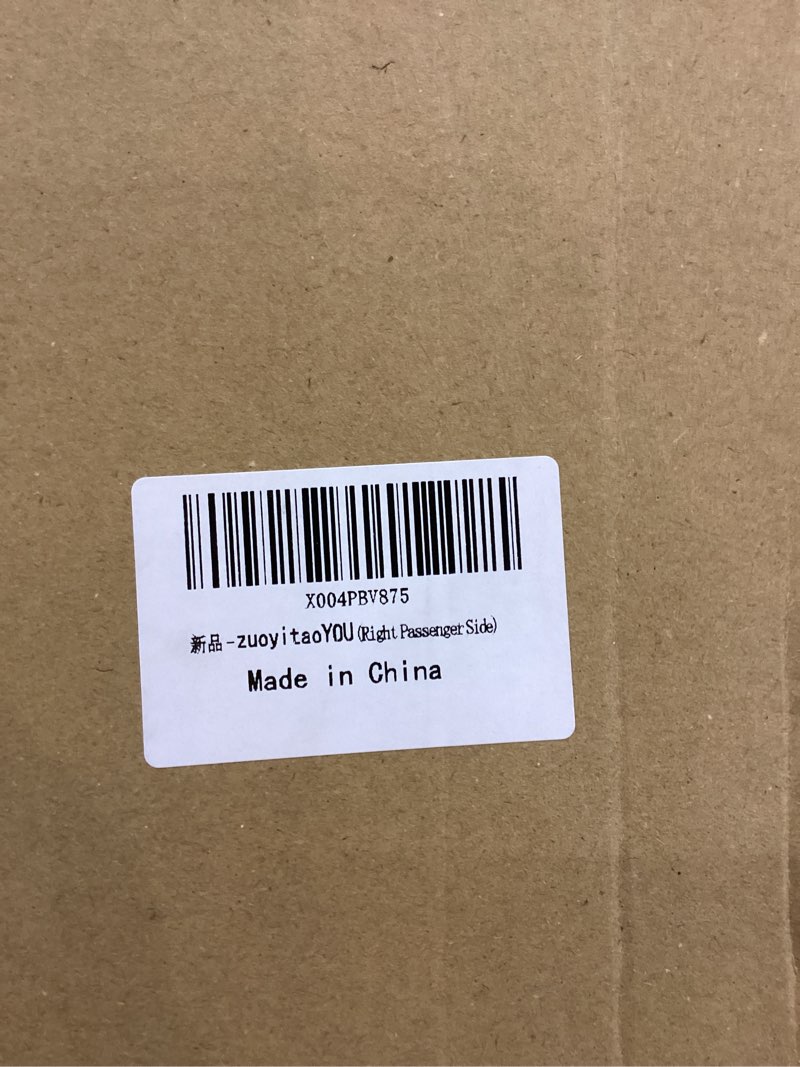 X004PBV875
新品-zuoyitaoYOU(Right Passenger Side)
Made in China